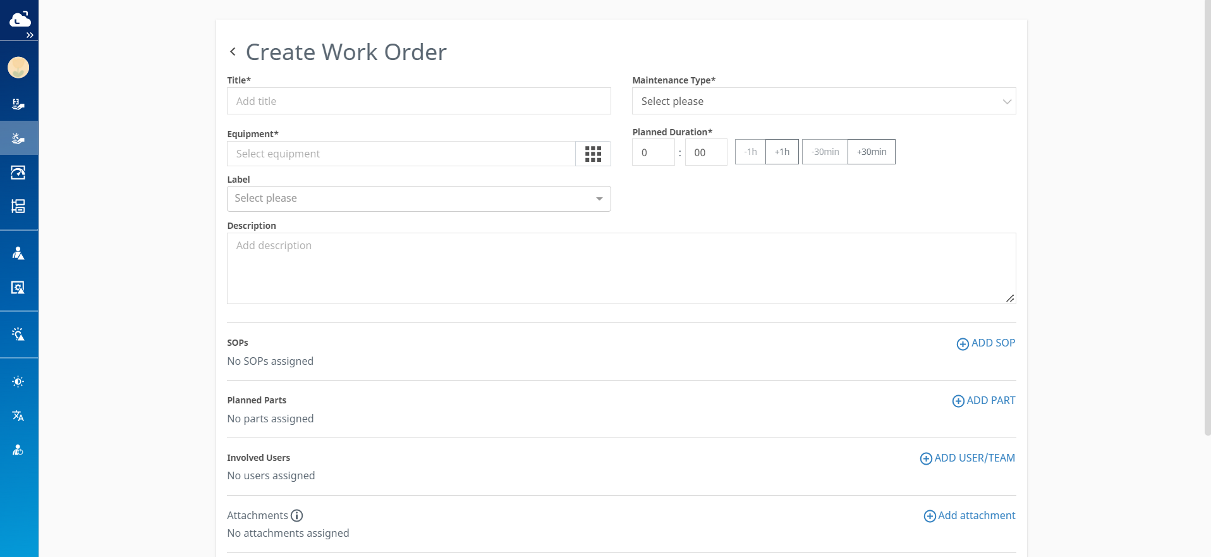 Create Work Order
Title*
Add title
Maintenance Type*
Select please
Equipment*
Select equipment
Planned Duration*
0 : 00 -1h +1h -30min +30min
Label
Select please
Description
Add description
SOPs
ADD SOP
No SOPs assigned
Planned Parts
ADD PART
No parts assigned
Involved Users
ADD USER/TEAM
No users assigned
Attachments
Add attachment
No attachments assigned